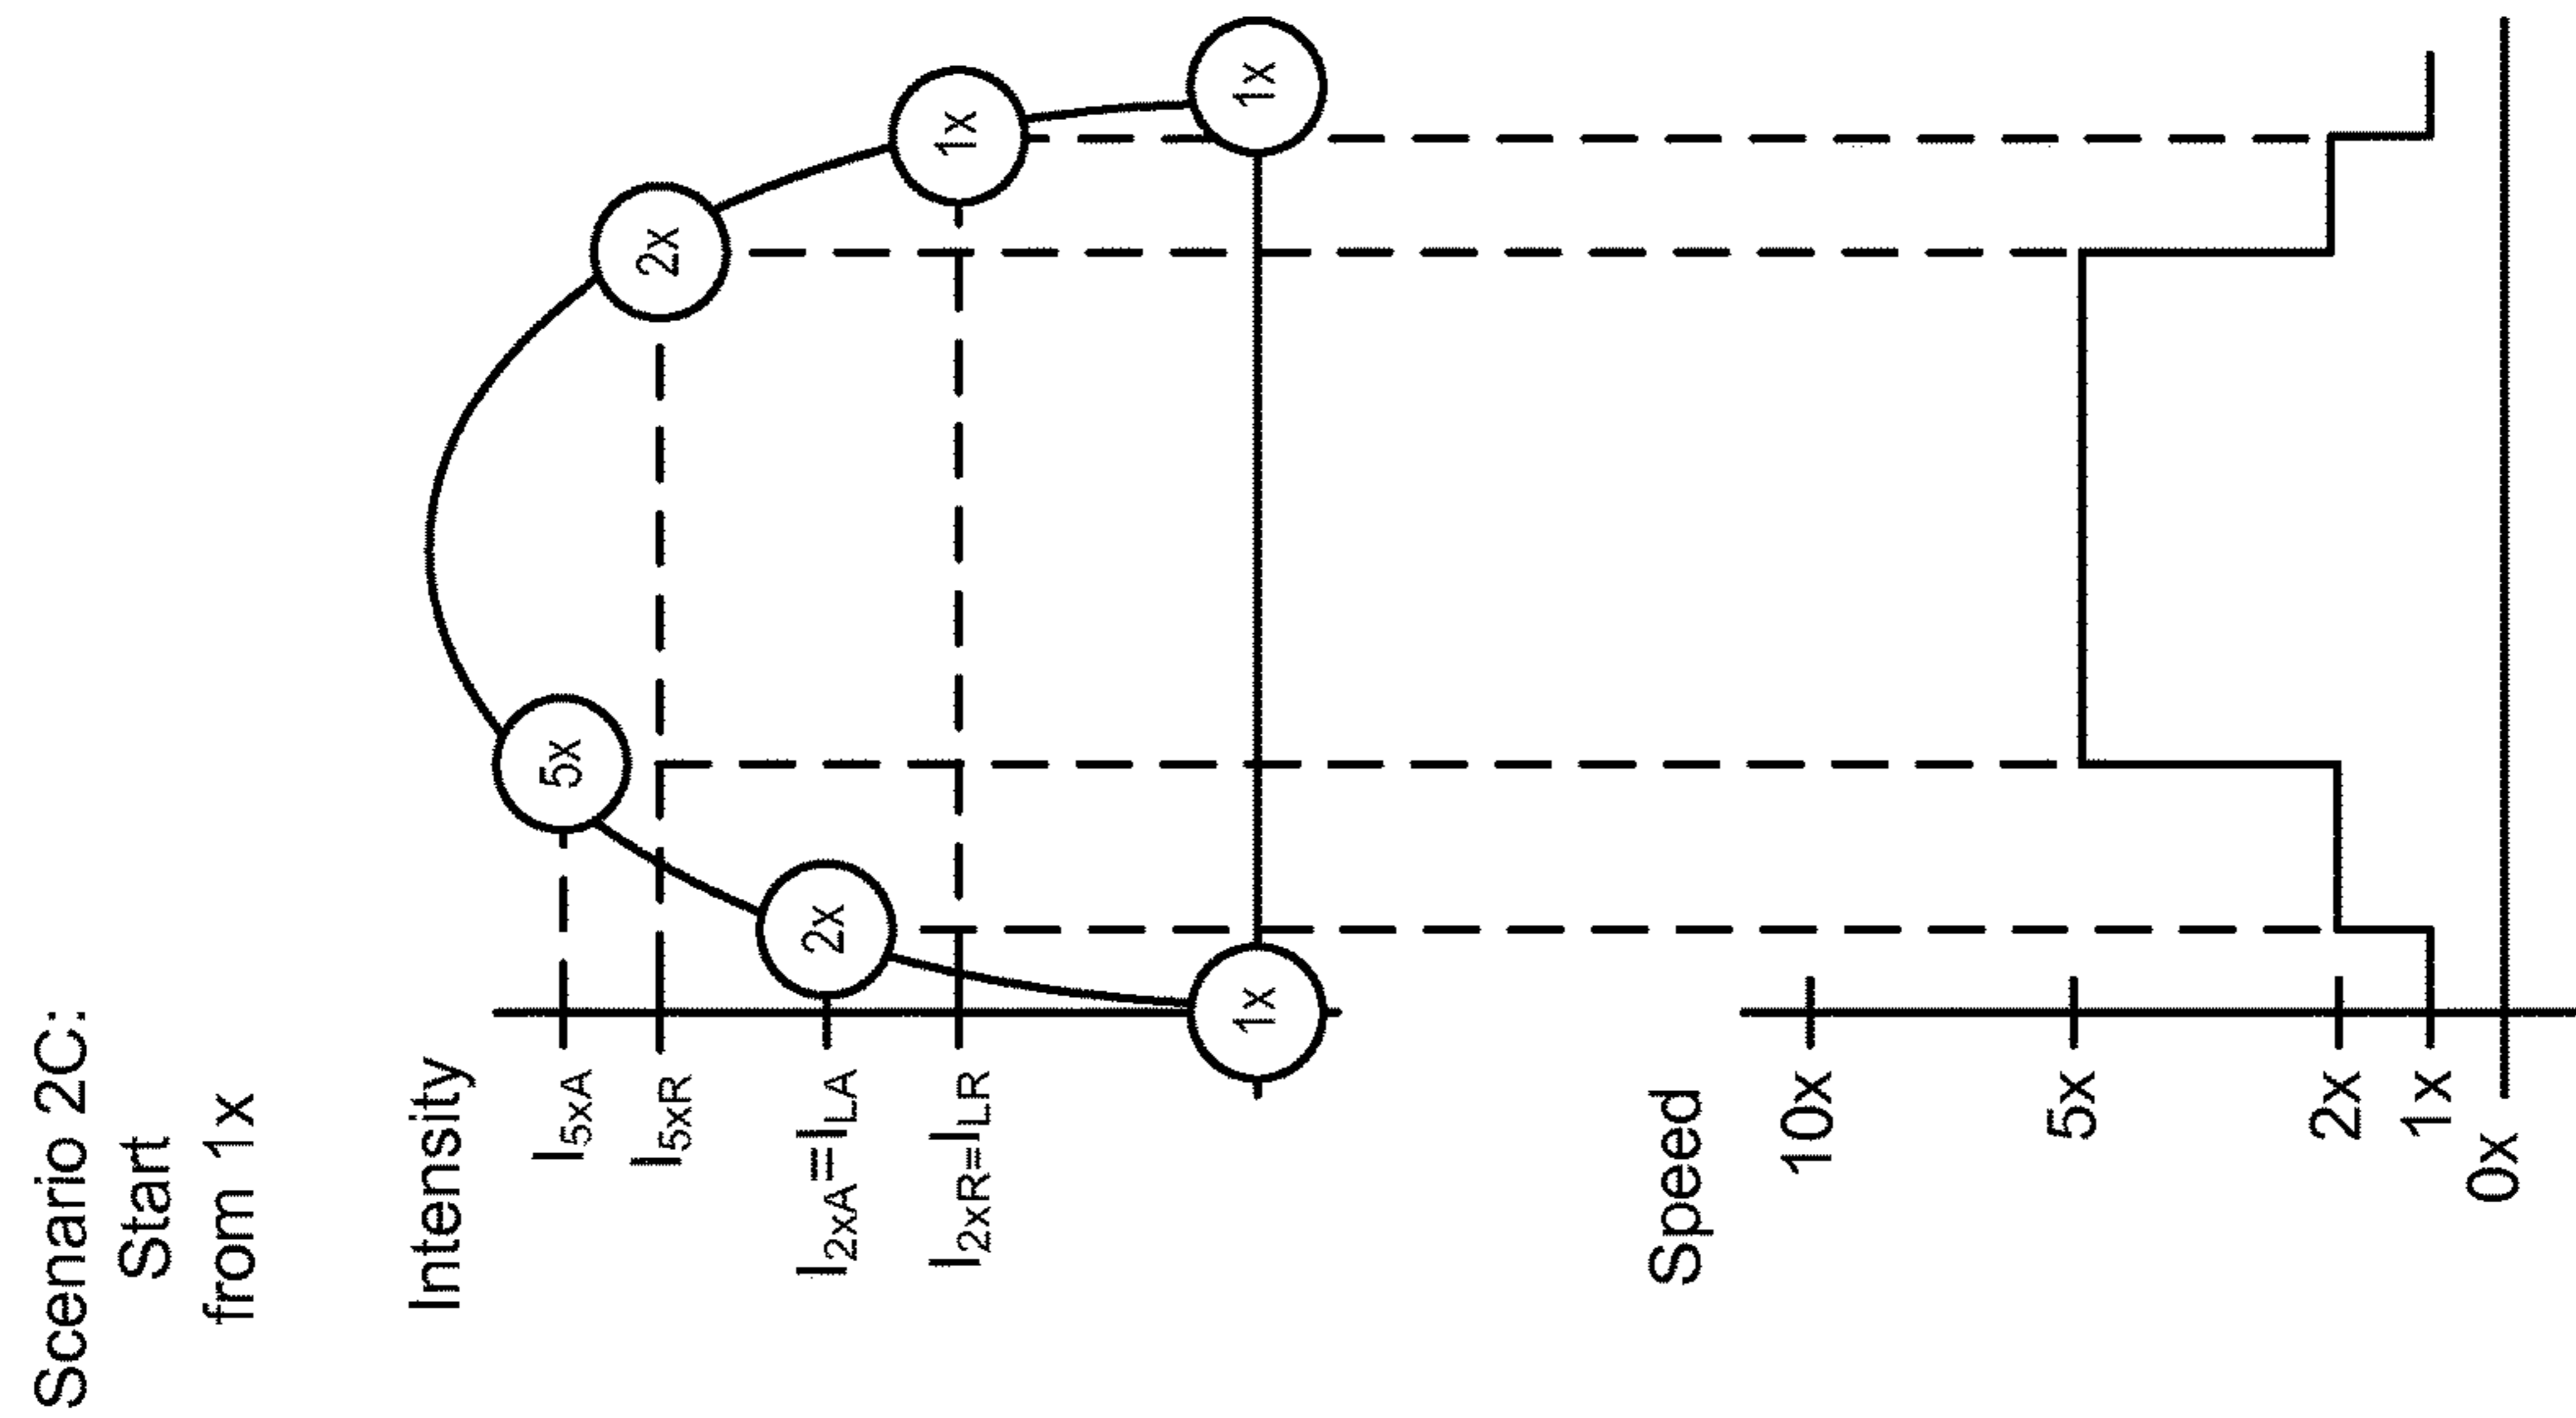 Scenario 2C:
Start
from 1x
Intensity
I5xA
5x
I5xR
2x
I2xA≡ILA
2x
I2xR=ILR
1x
1x
1x
Speed
10x
5x
2x
1x
0x